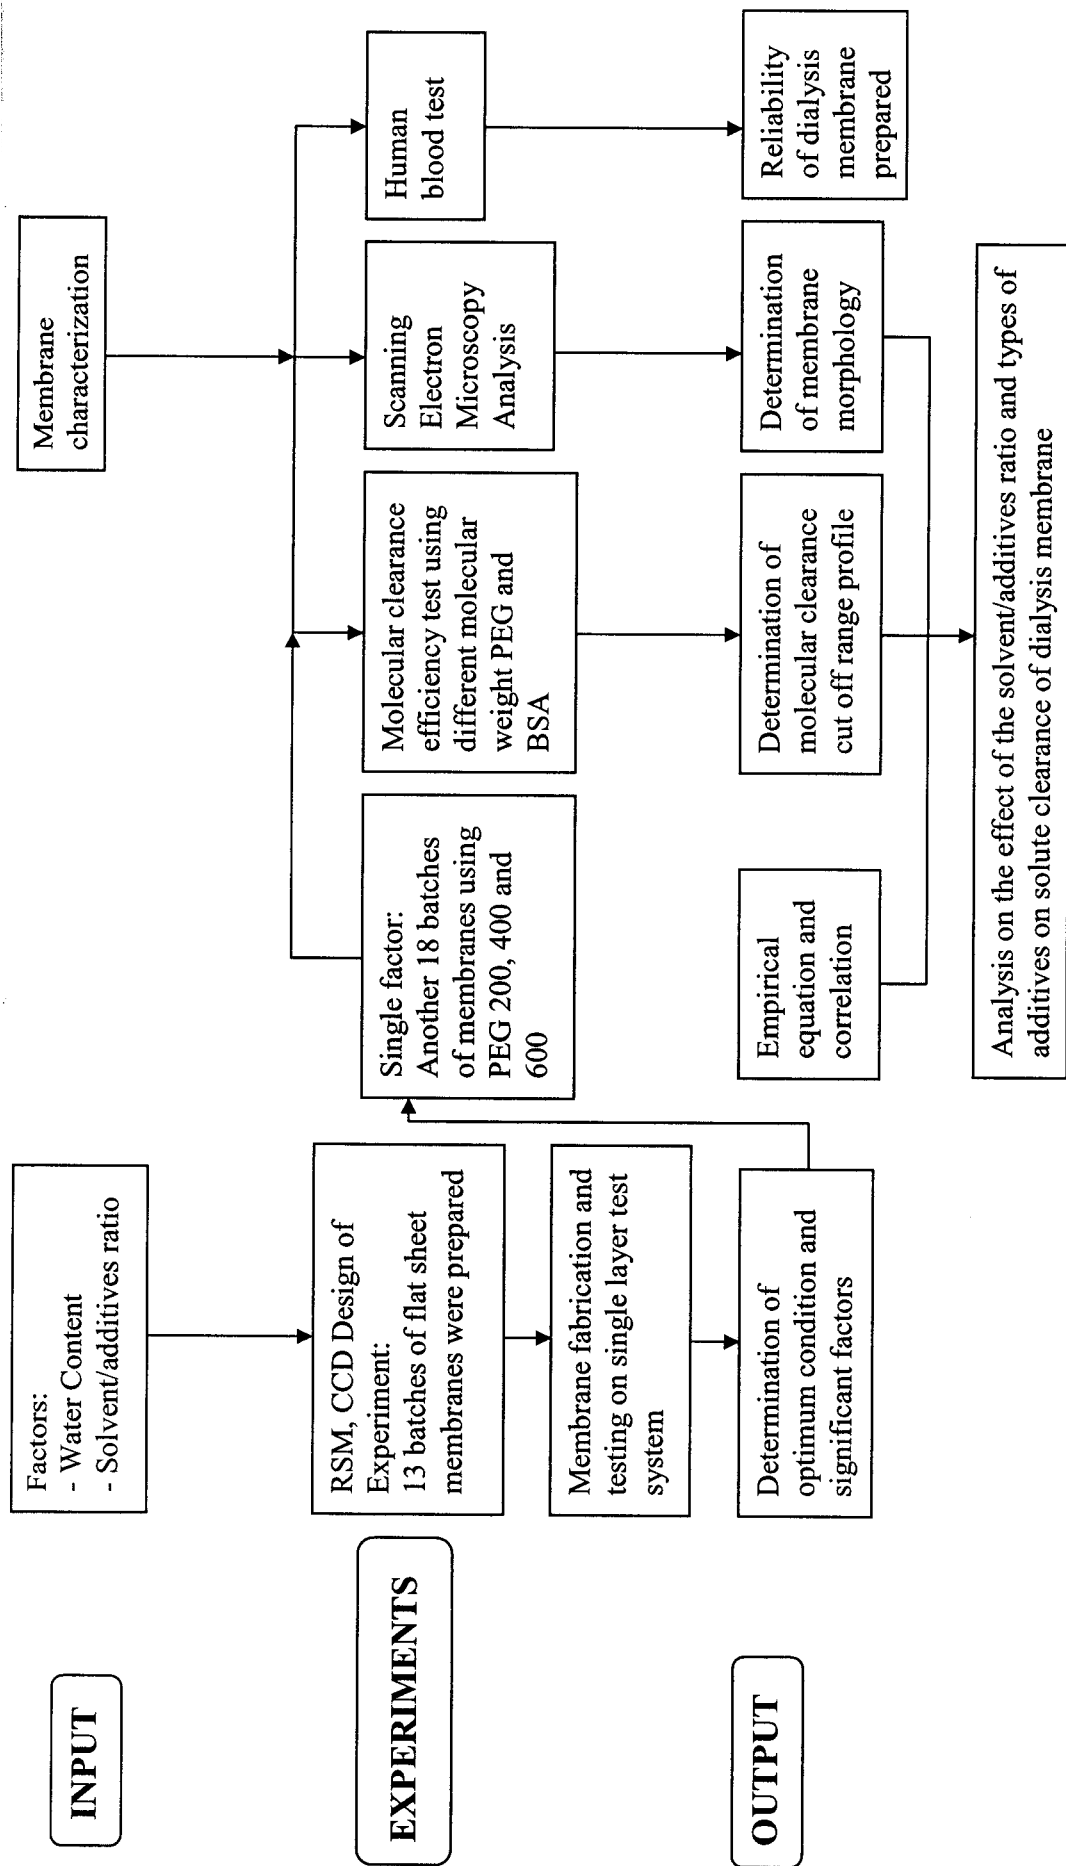 INPUT
Factors:
- Water Content
- Solvent/additives ratio
Membrane
characterization
EXPERIMENTS
RSM, CCD Design of
Experiment:
13 batches of flat sheet
membranes were prepared
Membrane fabrication and
testing on single layer test
system
Single factor:
Another 18 batches
of membranes using
PEG 200, 400 and
600
Molecular clearance
efficiency test using
different molecular
weight PEG and
BSA
Scanning
Electron
Microscopy
Analysis
Human
blood test
OUTPUT
Determination of
optimum condition and
significant factors
Empirical
equation and
correlation
Determination of
molecular clearance
cut off range profile
Determination
of membrane
morphology
Reliability
of dialysis
membrane
prepared
Analysis on the effect of the solvent/additives ratio and types of
additives on solute clearance of dialysis membrane